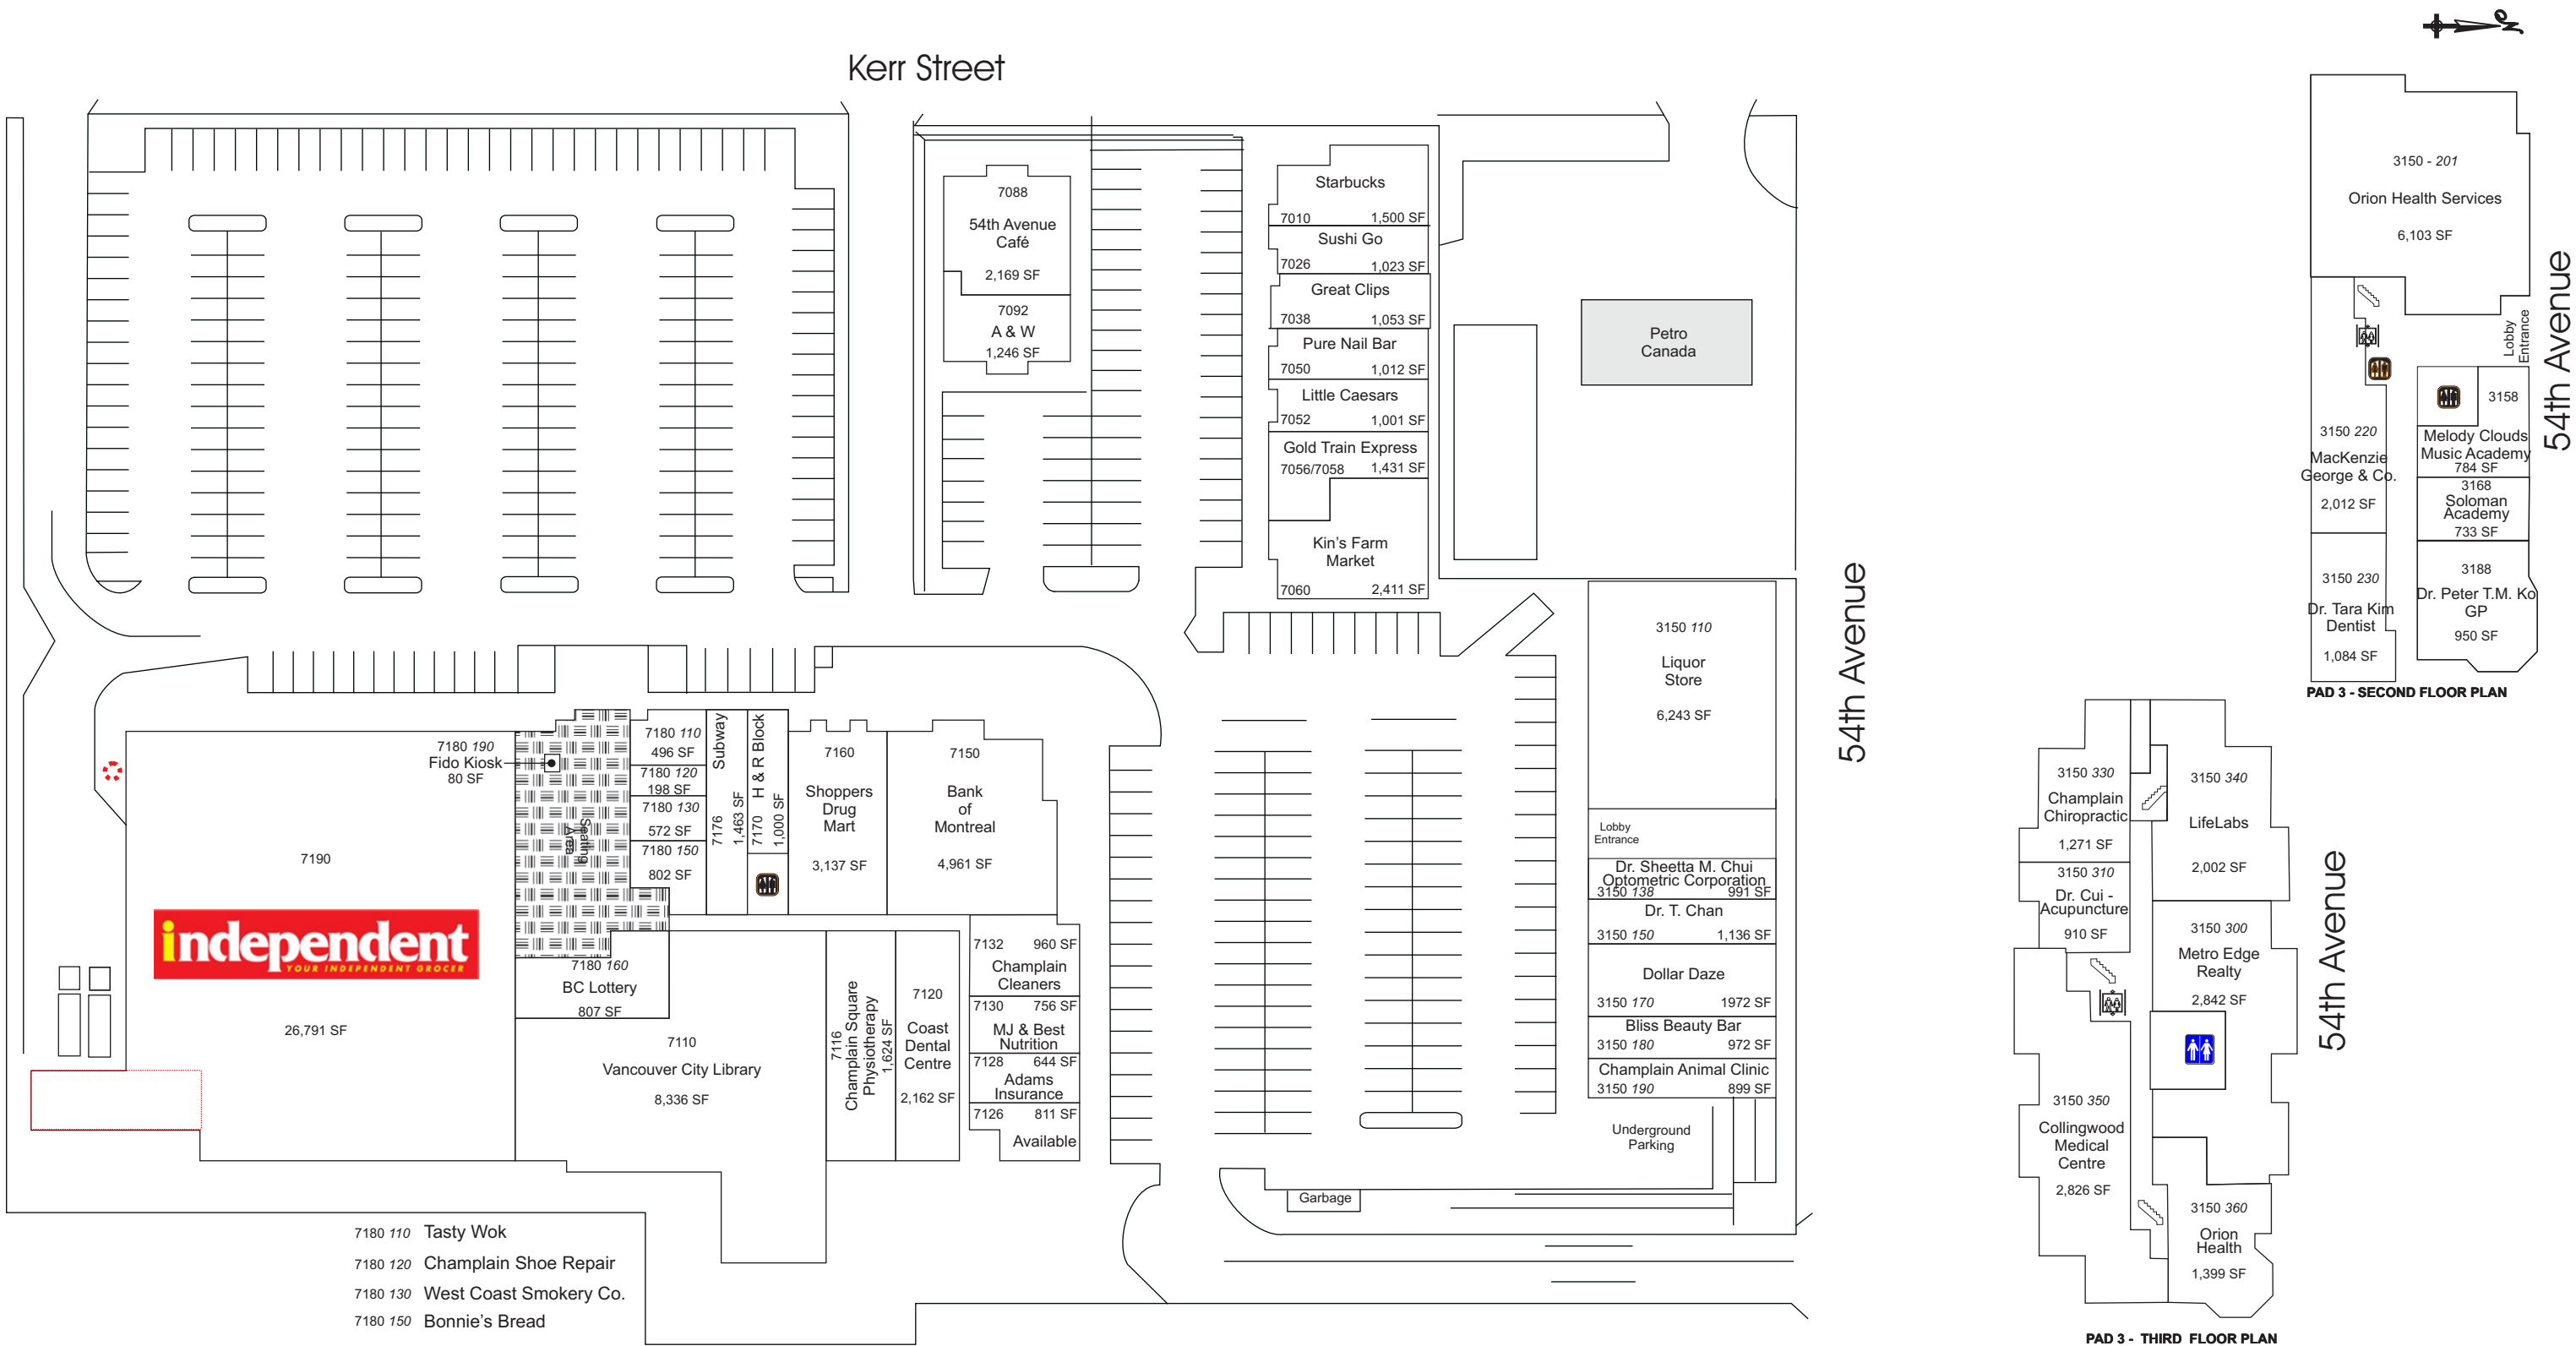 Kerr Street
N
7088
54th Avenue
Café
2,169 SF
7092
A & W
1,246 SF
Starbucks
7010 1,500 SF
Sushi Go
7026 1,023 SF
Great Clips
7038 1,053 SF
Pure Nail Bar
7050 1,012 SF
Little Caesars
7052 1,001 SF
Gold Train Express
7056/7058 1,431 SF
Kin's Farm
Market
7060 2,411 SF
Petro
Canada
54th Avenue
3150 110
Liquor
Store
6,243 SF
Lobby
Entrance
Dr. Sheetta M. Chui
Optometric Corporation
3150 138 991 SF
Dr. T. Chan
3150 150 1,136 SF
Dollar Daze
3150 170 1972 SF
Bliss Beauty Bar
3150 180 972 SF
Champlain Animal Clinic
3150 190 899 SF
Underground
Parking
Garbage
7180 190
Fido Kiosk
80 SF
7190
independent
YOUR INDEPENDENT GROCER
26,791 SF
Seating
Area
7180 110
496 SF
7180 120
198 SF
7180 130
572 SF
7180 150
802 SF
Subway
7176 1,463 SF
H & R Block
7170 1,000 SF
7160
Shoppers
Drug
Mart
3,137 SF
7150
Bank
of
Montreal
4,961 SF
7180 160
BC Lottery
807 SF
7110
Vancouver City Library
8,336 SF
7116
Champlain Square
Physiotherapy
1,624 SF
7120
Coast
Dental
Centre
2,162 SF
7132 960 SF
Champlain
Cleaners
7130 756 SF
MJ & Best
Nutrition
7128 644 SF
Adams
Insurance
7126 811 SF
Available
7180 110 Tasty Wok
7180 120 Champlain Shoe Repair
7180 130 West Coast Smokery Co.
7180 150 Bonnie's Bread
3150 - 201
Orion Health Services
6,103 SF
Lobby
Entrance
54th Avenue
3158
Melody Clouds
Music Academy
784 SF
3168
Soloman
Academy
733 SF
3188
Dr. Peter T.M. Ko
GP
950 SF
3150 220
MacKenzie
George & Co.
2,012 SF
3150 230
Dr. Tara Kim
Dentist
1,084 SF
PAD 3 - SECOND FLOOR PLAN
3150 330
Champlain
Chiropractic
1,271 SF
3150 310
Dr. Cui -
Acupuncture
910 SF
3150 340
LifeLabs
2,002 SF
3150 300
Metro Edge
Realty
2,842 SF
3150 350
Collingwood
Medical
Centre
2,826 SF
3150 360
Orion
Health
1,399 SF
54th Avenue
PAD 3 - THIRD FLOOR PLAN